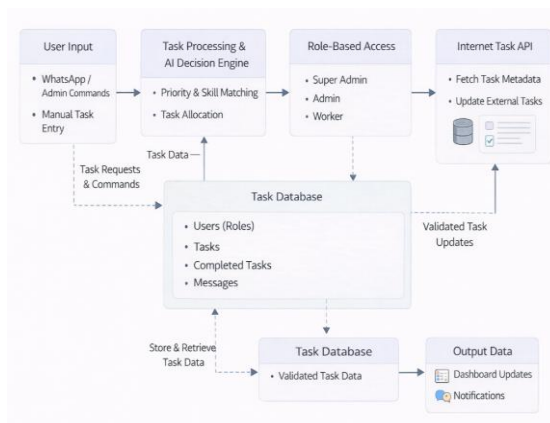 User Input
• WhatsApp /
Admin Commands
• Manual Task
Entry
Task Processing &
AI Decision Engine
• Priority & Skill Matching
• Task Allocation
Role-Based Access
• Super Admin
• Admin
• Worker
Internet Task API
• Fetch Task Metadata
• Update External Tasks
Task Requests
& Commands
Task Data
Task Database
• Users (Roles)
• Tasks
• Completed Tasks
• Messages
Validated Task
Updates
Store & Retrieve
Task Data
Task Database
• Validated Task Data
Output Data
Dashboard Updates
Notifications